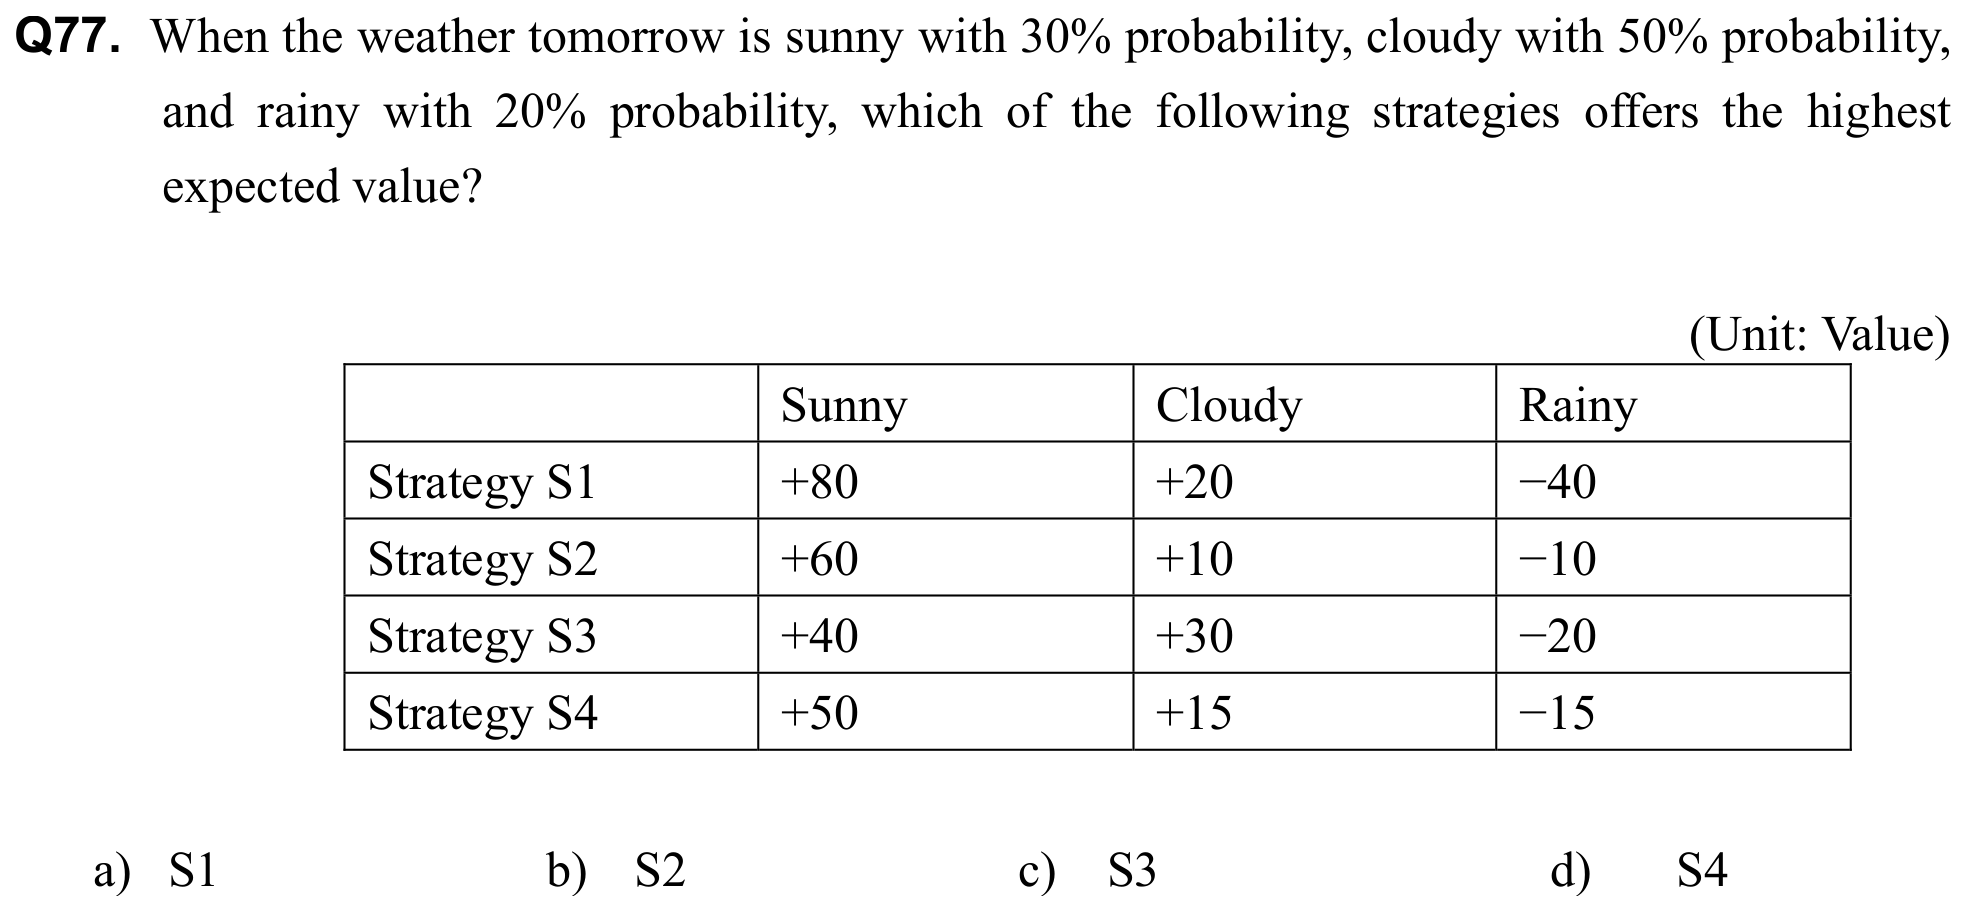 Q77. When the weather tomorrow is sunny with 30% probability, cloudy with 50% probability,
and rainy with 20% probability, which of the following strategies offers the highest
expected value?
(Unit: Value)
Sunny Cloudy Rainy
Strategy S1 +80 +20 −40
Strategy S2 +60 +10 −10
Strategy S3 +40 +30 −20
Strategy S4 +50 +15 −15
a) S1 b) S2 c) S3 d) S4